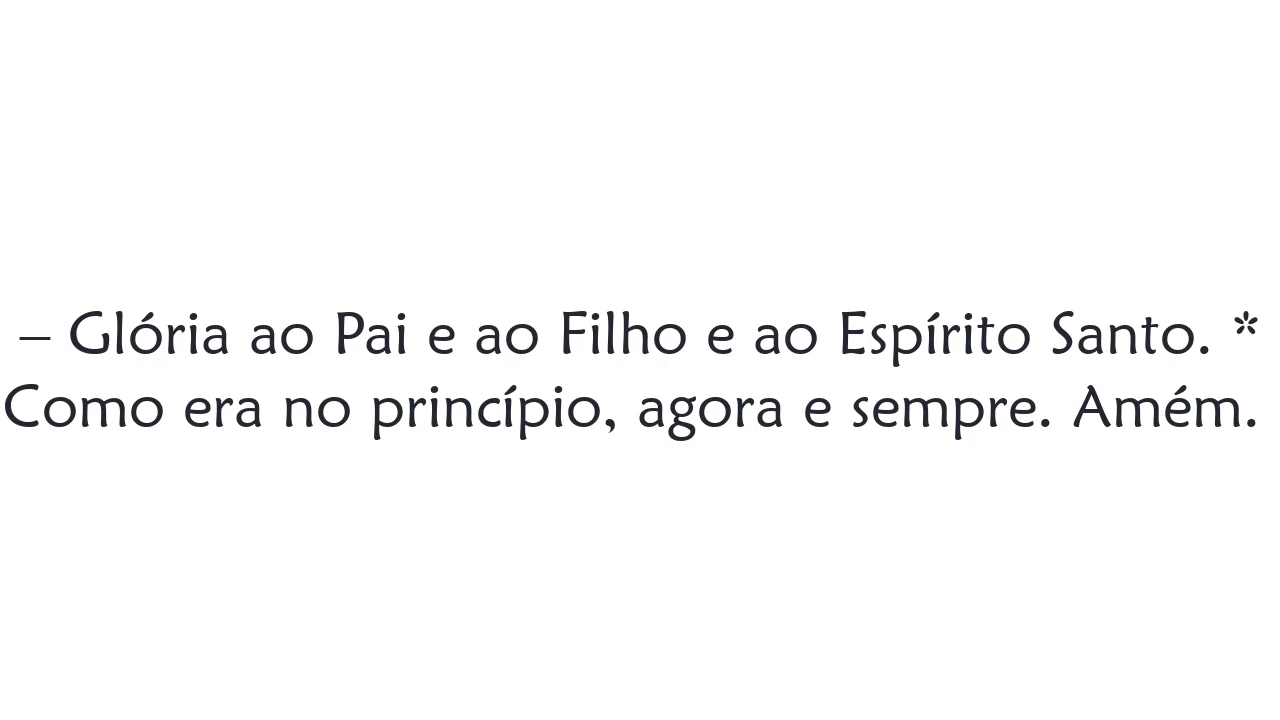 – Glória ao Pai e ao Filho e ao Espírito Santo. *
Como era no princípio, agora e sempre. Amém.